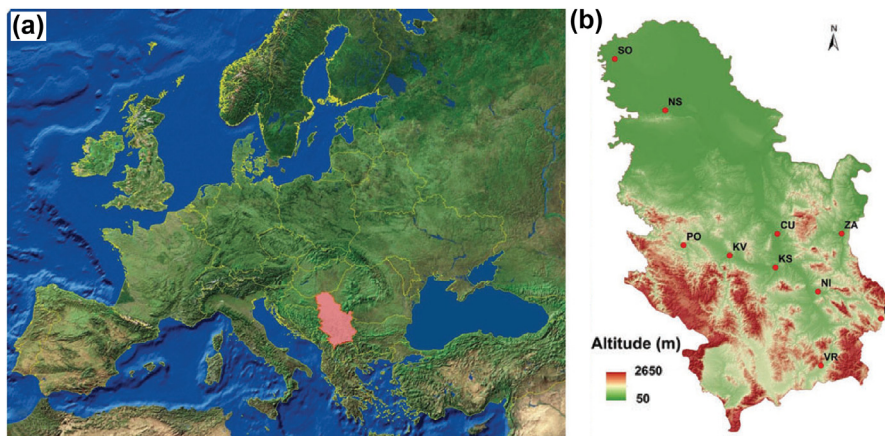 (a)
(b)
N
SO
NS
CU
ZA
PO
KV
KS
NI
VR
Altitude (m)
2650
50